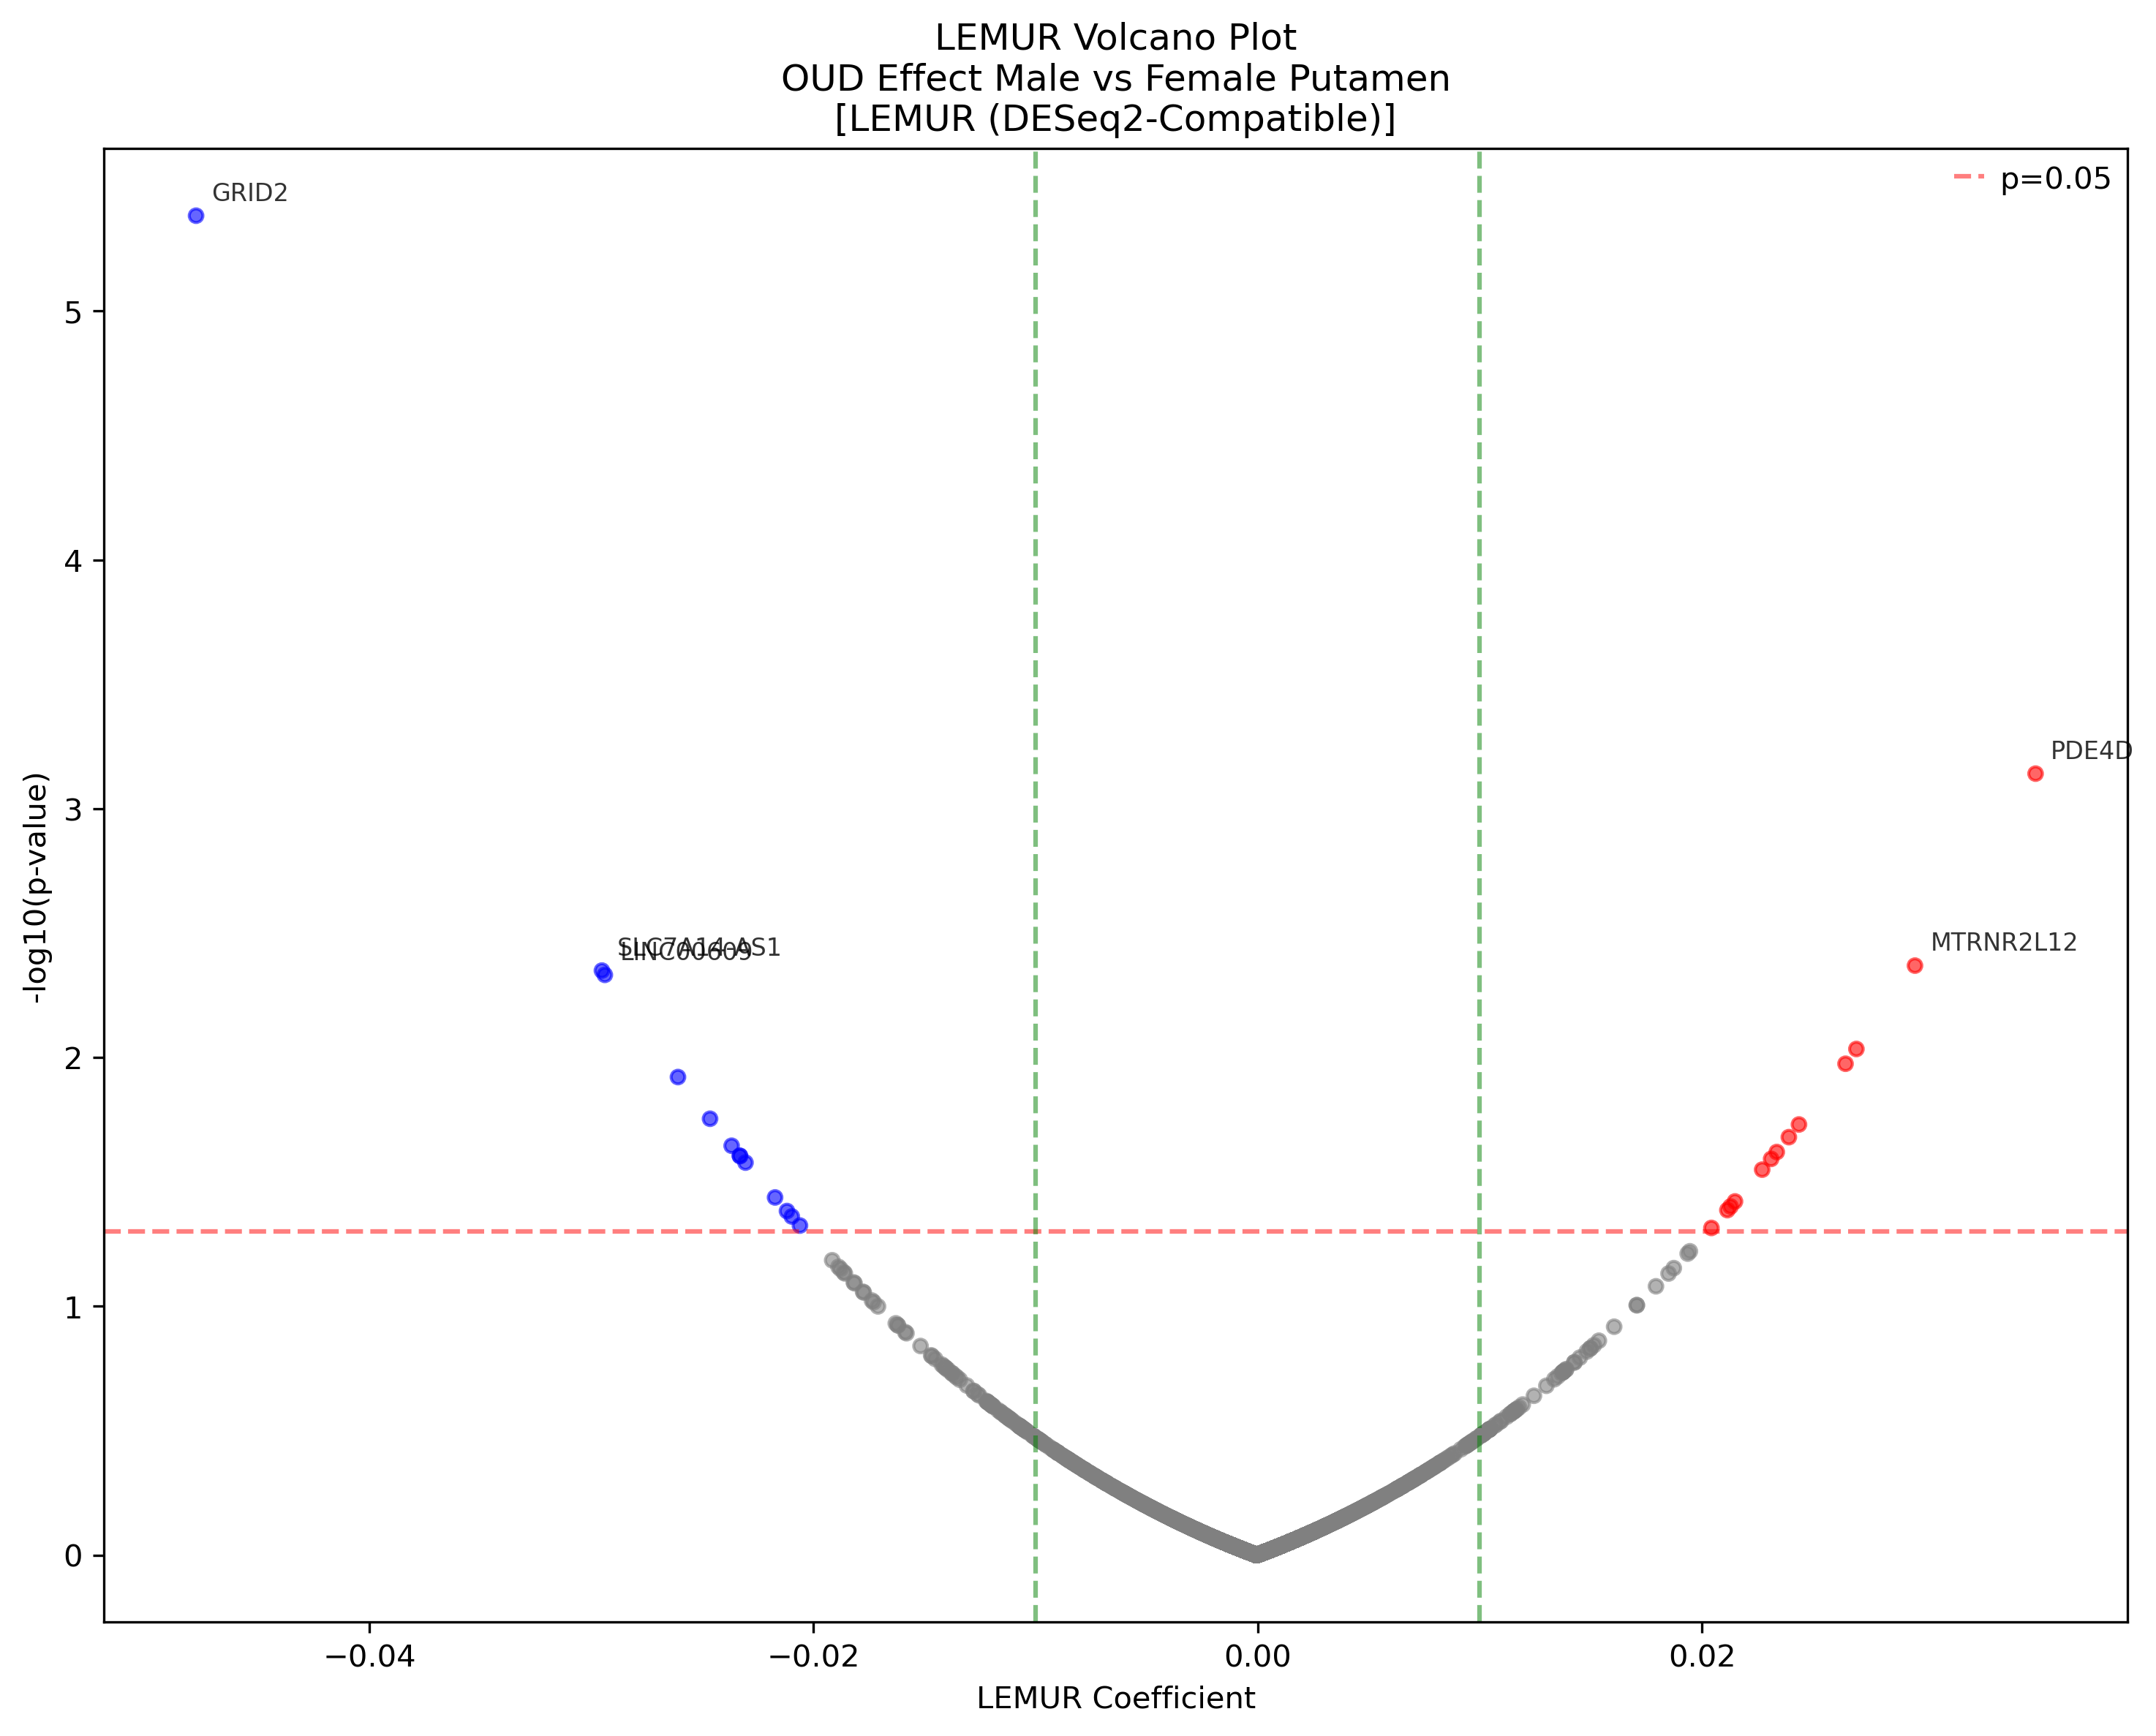 LEMUR Volcano Plot
OUD Effect Male vs Female Putamen
[LEMUR (DESeq2-Compatible)]
p=0.05
GRID2
PDE4D
SLC7A14-AS1
LINC00609
MTRNR2L12
-log10(p-value)
5
4
3
2
1
0
−0.04
−0.02
0.00
0.02
LEMUR Coefficient